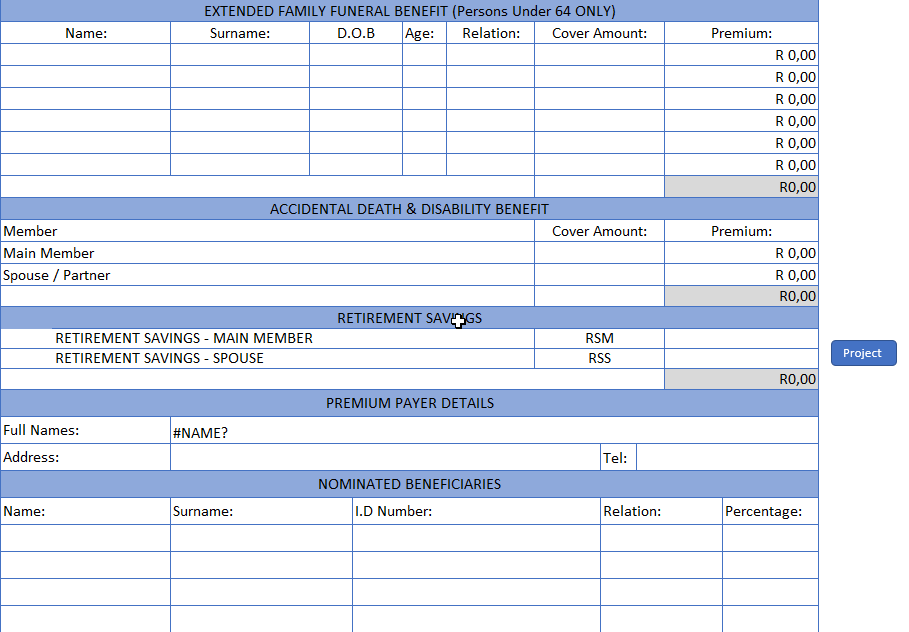 EXTENDED FAMILY FUNERAL BENEFIT (Persons Under 64 ONLY)
Name: Surname: D.O.B Age: Relation: Cover Amount: Premium:
R 0,00
R 0,00
R 0,00
R 0,00
R 0,00
R 0,00
R0,00
ACCIDENTAL DEATH & DISABILITY BENEFIT
Member Cover Amount: Premium:
Main Member R 0,00
Spouse / Partner R 0,00
R0,00
RETIREMENT SAVINGS
RETIREMENT SAVINGS - MAIN MEMBER RSM
RETIREMENT SAVINGS - SPOUSE RSS
Project
R0,00
PREMIUM PAYER DETAILS
Full Names: #NAME?
Address: Tel:
NOMINATED BENEFICIARIES
Name: Surname: I.D Number: Relation: Percentage: